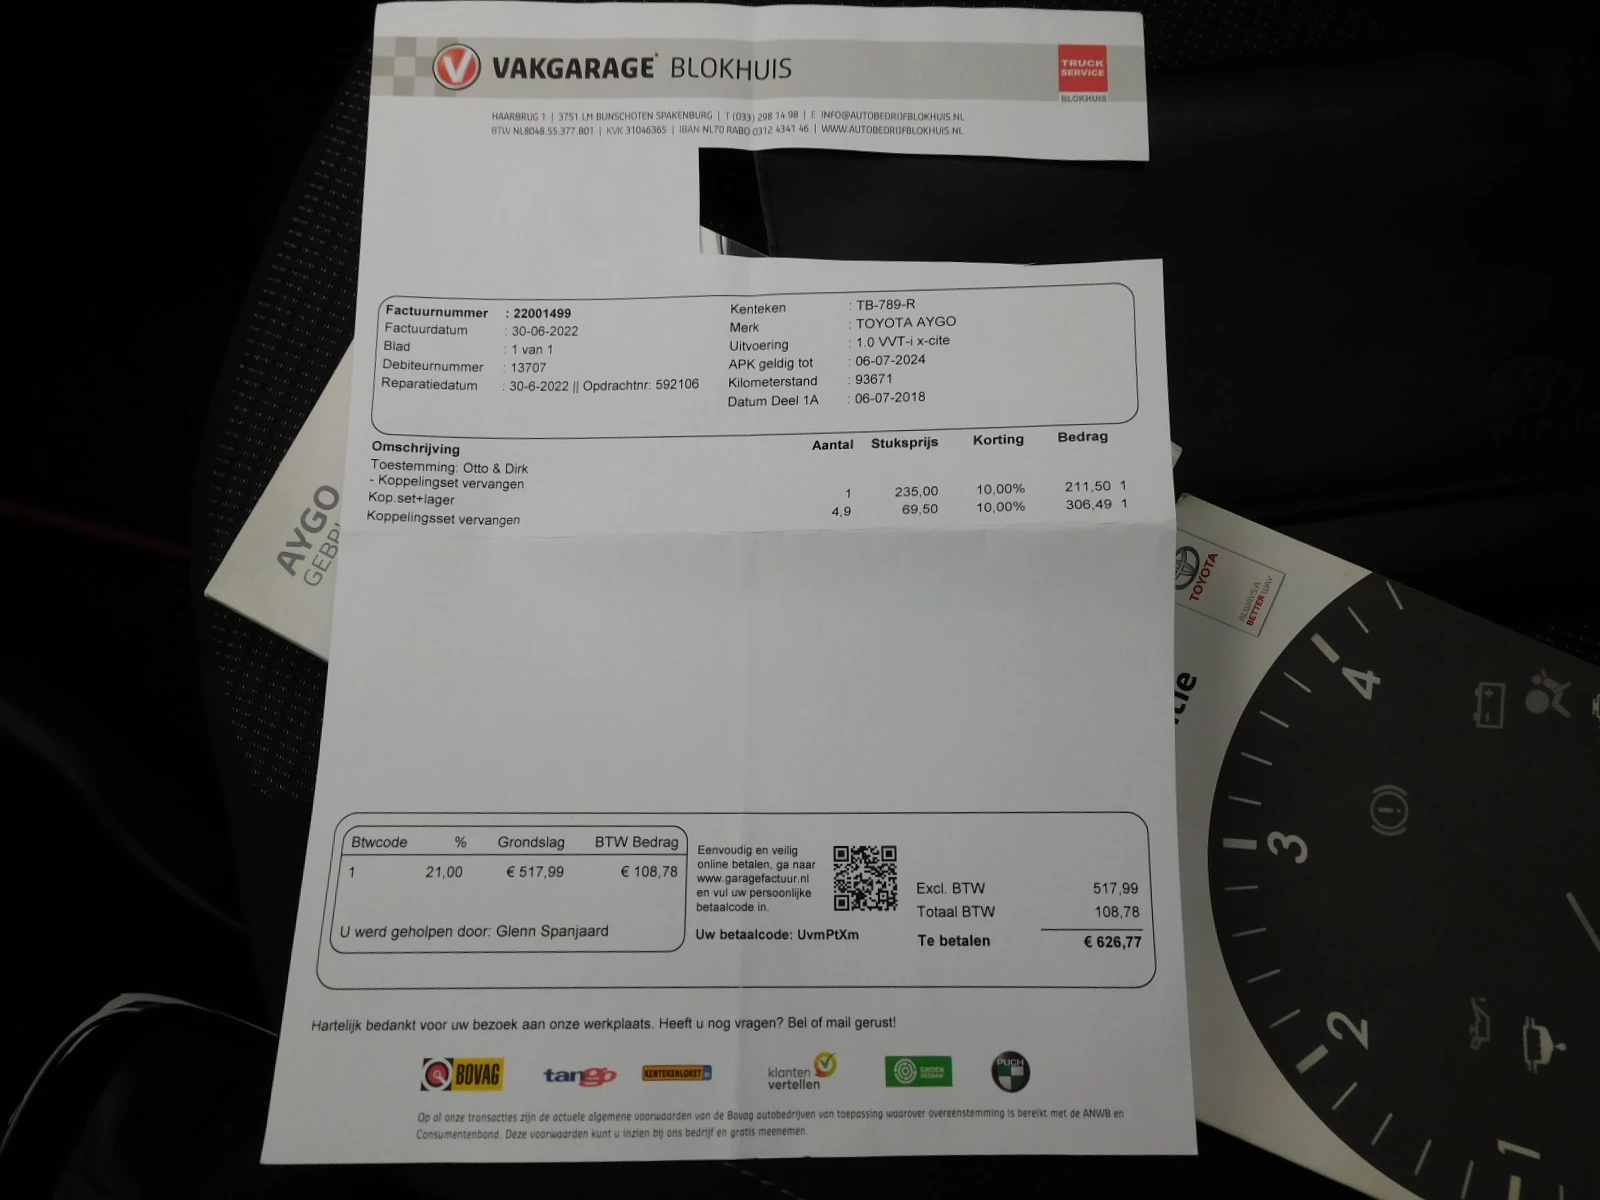 VAKGARAGE® BLOKHUIS
TRUCK
SERVICE
BLOKHUIS
HAARBRUG 1 | 3751 LM BUNSCHOTEN SPAKENBURG | T (033) 298 14 98 | E INFO@AUTOBEDRIJFBLOKHUIS.NL
BTW NL8048.55.377.B01 | KVK 31046365 | IBAN NL70 RABO 0312 4341 46 | WWW.AUTOBEDRIJFBLOKHUIS.NL
Factuurnummer : 22001499
Factuurdatum : 30-06-2022
Blad : 1 van 1
Debiteurnummer : 13707
Reparatiedatum : 30-6-2022 || Opdrachtnr: 592106
Kenteken : TB-789-R
Merk : TOYOTA AYGO
Uitvoering : 1.0 VVT-i x-cite
APK geldig tot : 06-07-2024
Kilometerstand : 93671
Datum Deel 1A : 06-07-2018
Omschrijving Aantal Stuksprijs Korting Bedrag
Toestemming: Otto & Dirk
- Koppelingset vervangen
Kop.set+lager 1 235,00 10,00% 211,50 1
Koppelingsset vervangen 4,9 69,50 10,00% 306,49 1
AYGO
TOYOTA
ALWAYS A
BETTER WAY
4
3
2
1
Btwcode % Grondslag BTW Bedrag
1 21,00 € 517,99 € 108,78
U werd geholpen door: Glenn Spanjaard
Eenvoudig en veilig
online betalen, ga naar
www.garagefactuur.nl
en vul uw persoonlijke
betaalcode in.
Uw betaalcode: UvmPtXm
Excl. BTW 517,99
Totaal BTW 108,78
Te betalen € 626,77
Hartelijk bedankt voor uw bezoek aan onze werkplaats. Heeft u nog vragen? Bel of mail gerust!
BOVAG
tango
KENTEKENLOKET.NL
klanten
vertellen
GROEN
GEDAAN
PUCH
Op al onze transacties zijn de actuele algemene voorwaarden van de Bovag autobedrijven van toepassing waarover overeenstemming is bereikt met de ANWB en
Consumentenbond. Deze voorwaarden kunt u inzien bij ons bedrijf en gratis meenemen.